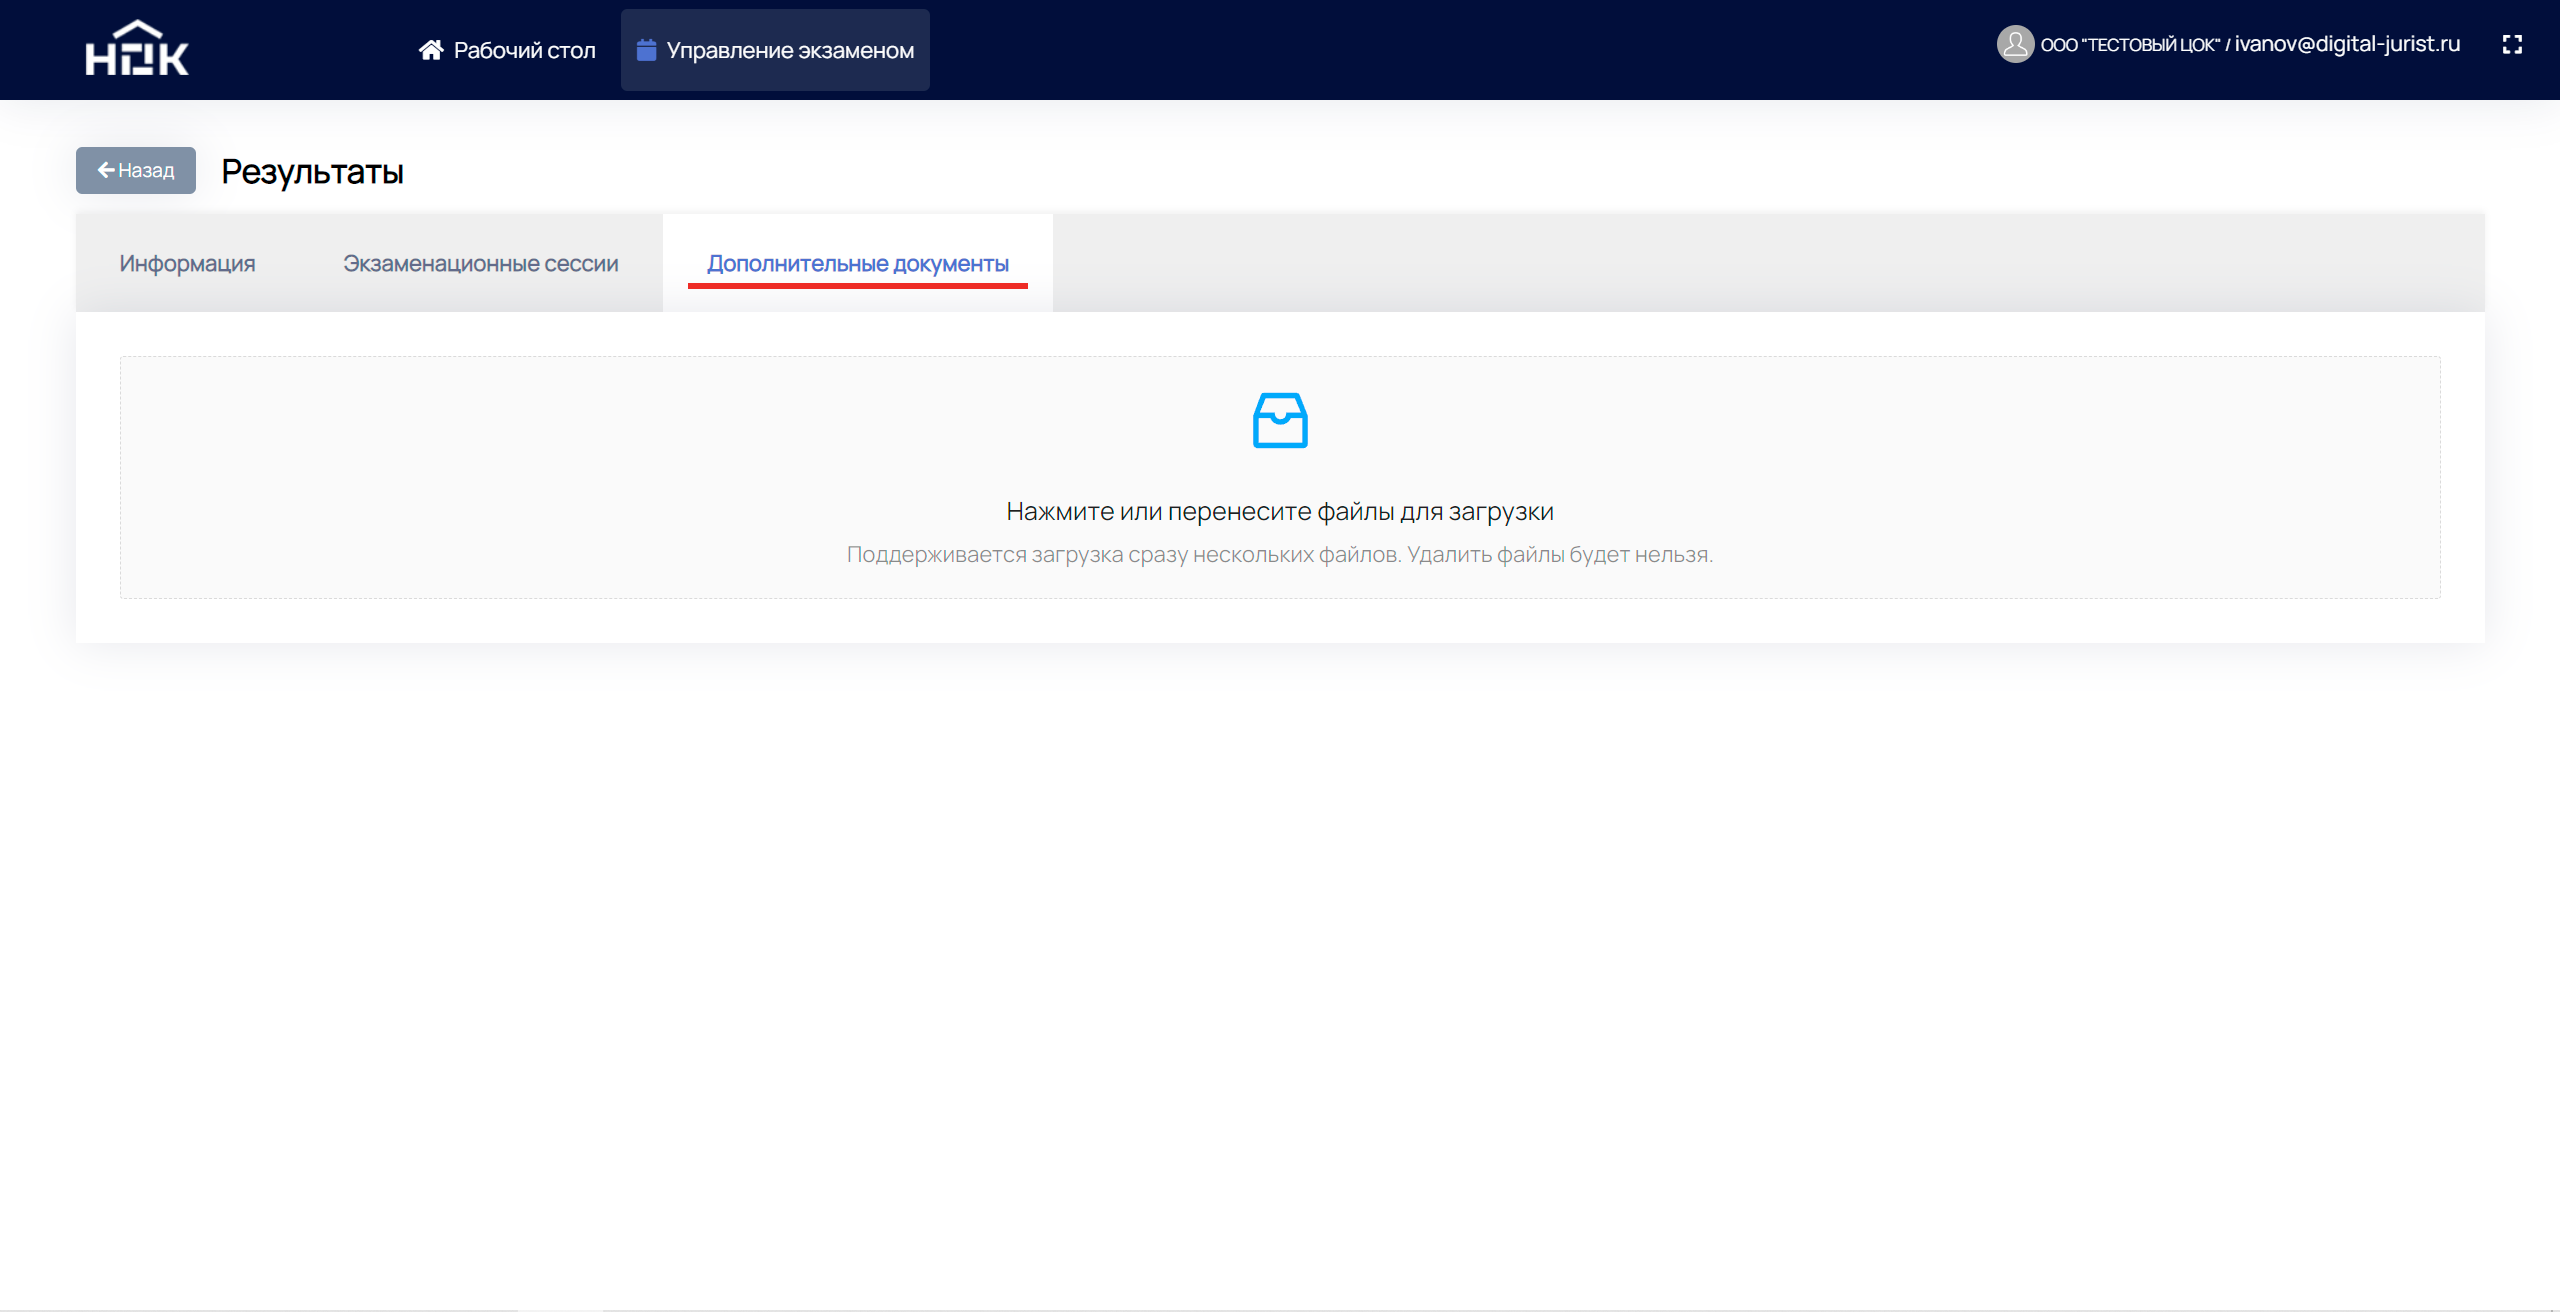 НОК
Рабочий стол
Управление экзаменом
ООО "ТЕСТОВЫЙ ЦОК" / ivanov@digital-jurist.ru
Назад
Результаты
Информация
Экзаменационные сессии
Дополнительные документы
Нажмите или перенесите файлы для загрузки
Поддерживается загрузка сразу нескольких файлов. Удалить файлы будет нельзя.